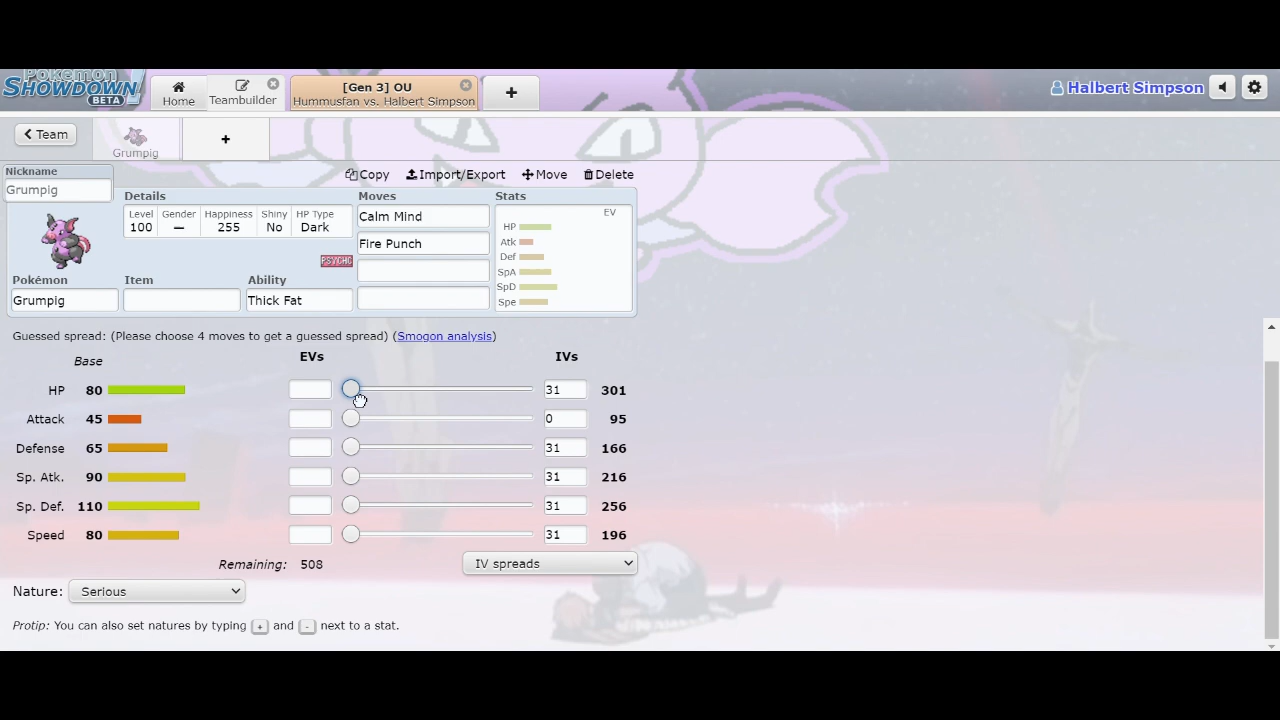 Pokémon
SHOWDOWN!
BETA
Home
Teambuilder
[Gen 3] OU
Hummusfan vs. Halbert Simpson
+
Halbert Simpson
Team
Grumpig
+
Nickname
Grumpig
Copy
Import/Export
Move
Delete
Details
Level
100
Gender
—
Happiness
255
Shiny
No
HP Type
Dark
PSYCHC
Pokémon
Grumpig
Item
Ability
Thick Fat
Moves
Calm Mind
Fire Punch
Stats
EV
HP
Atk
Def
SpA
SpD
Spe
Guessed spread: (Please choose 4 moves to get a guessed spread) (Smogon analysis)
Base EVs IVs
HP 80 31 301
Attack 45 0 95
Defense 65 31 166
Sp. Atk. 90 31 216
Sp. Def. 110 31 256
Speed 80 31 196
Remaining: 508
IV spreads
Nature: Serious
Protip: You can also set natures by typing + and - next to a stat.